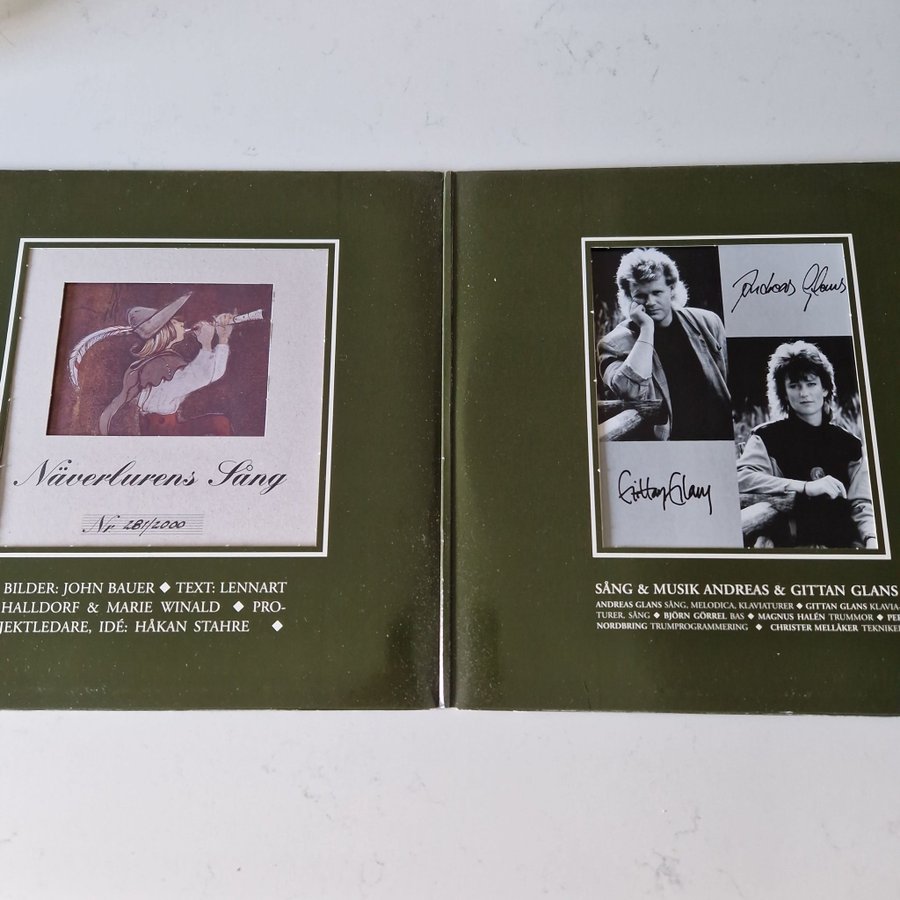 Näverlurens Sång
Nr 281/2000
BILDER: JOHN BAUER ◆ TEXT: LENNART
HALLDORF & MARIE WINALD ◆ PRO-
JEKTLEDARE, IDÉ: HÅKAN STAHRE ◆
Andreas Glans
Gittan Glans
SÅNG & MUSIK ANDREAS & GITTAN GLANS
ANDREAS GLANS SÅNG, MELODICA, KLAVIATURER ◆ GITTAN GLANS KLAVIA-
TURER, SÅNG ◆ BJÖRN GÖRREL BAS ◆ MAGNUS HALÉN TRUMMOR ◆ PER
NORDBRING TRUMPROGRAMMERING ◆ CHRISTER MELLÅKER TEKNIKER